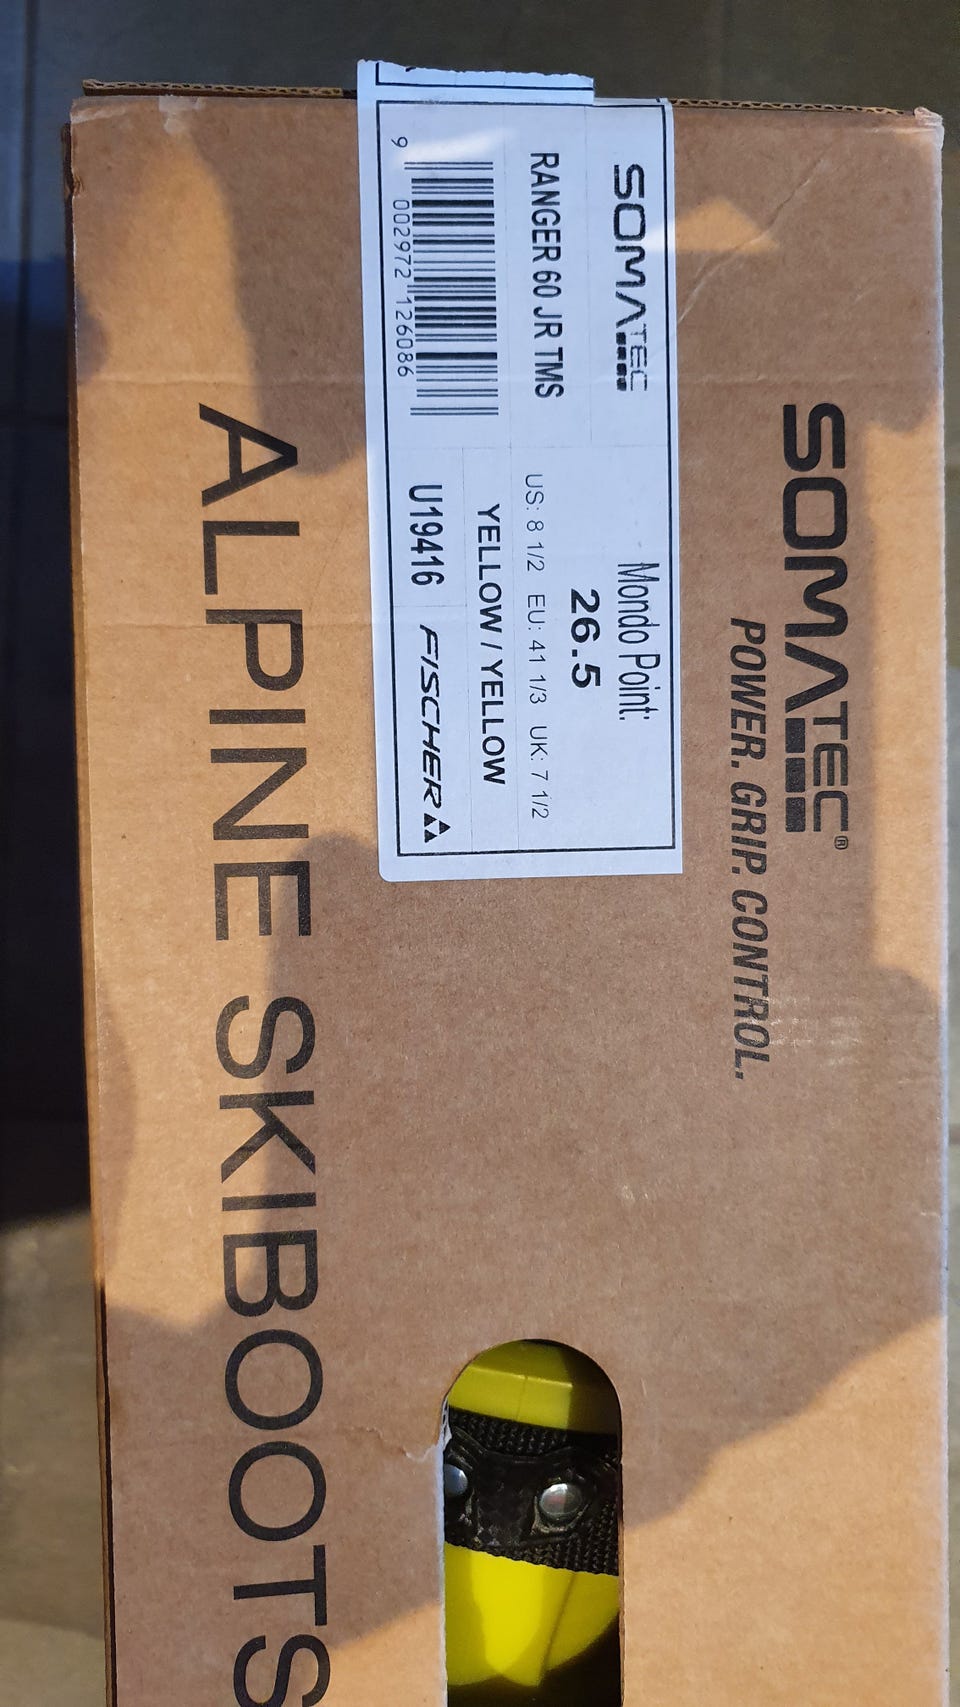 SOMATEC®
POWER. GRIP. CONTROL.
SOMATEC
Mondo Point:
26.5
RANGER 60 JR TMS
US: 8 1/2 EU: 41 1/3 UK: 7 1/2
YELLOW / YELLOW
9 002972 126086
U19416 FISCHER
ALPINE SKIBOOTS